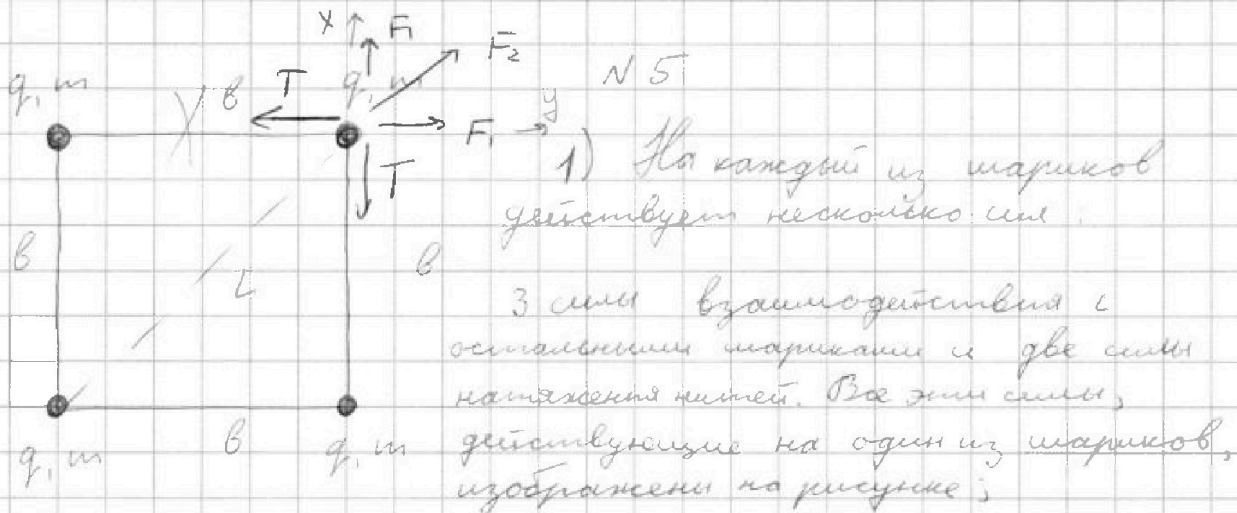 x F₁
F₂
N 5
q, m T в q, m
F₁ y
1) На каждый из шариков
T
действует несколько сил.
в L в
3 силы взаимодействия с
остальными шариками и две силы
натяжения нитей. Все эти силы,
действующие на один из шариков,
q, m в q, m
изображены на рисунке;